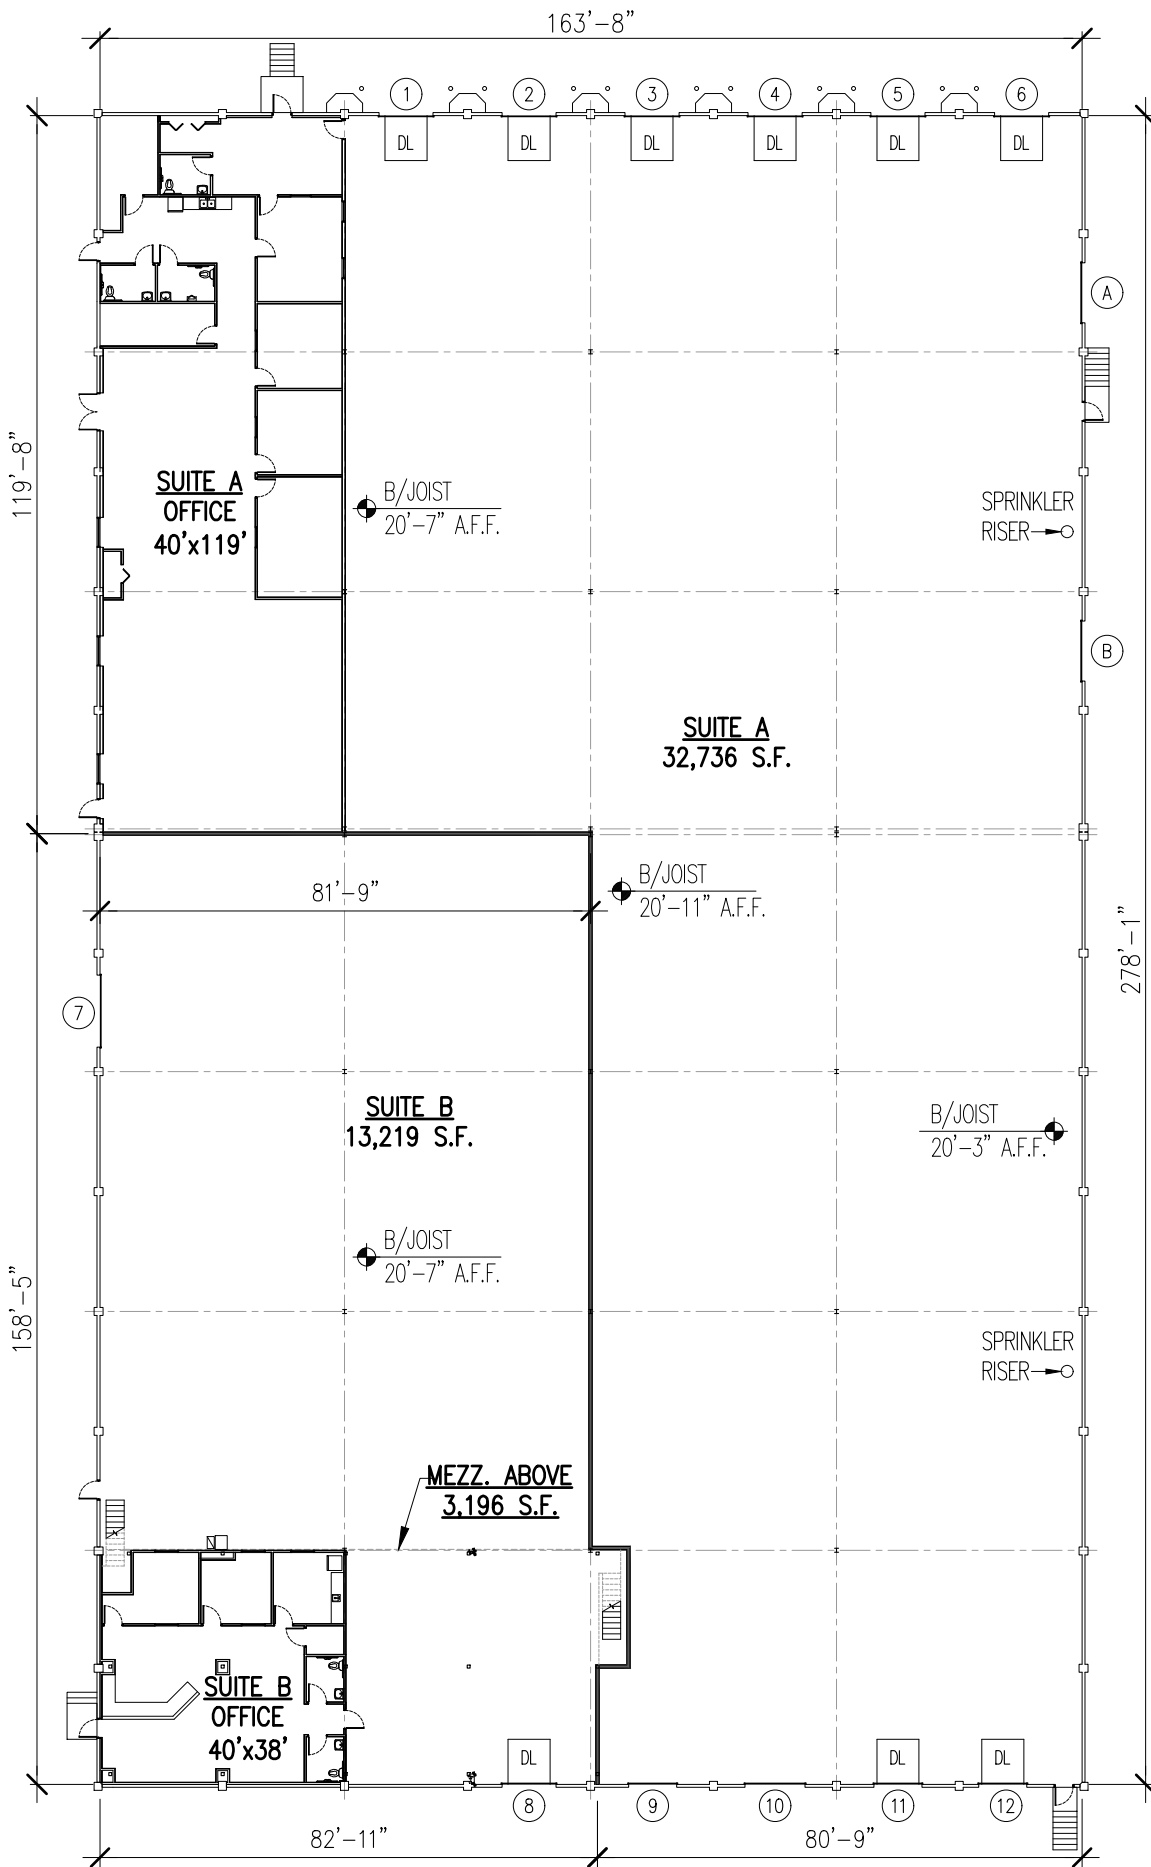 163'-8"
1
2
3
4
5
6
DL
DL
DL
DL
DL
DL
A
119'-8"
SUITE A
OFFICE
40'x119'
B/JOIST
20'-7" A.F.F.
SPRINKLER
RISER
B
SUITE A
32,736 S.F.
81'-9"
B/JOIST
20'-11" A.F.F.
278'-1"
7
SUITE B
13,219 S.F.
B/JOIST
20'-3" A.F.F.
B/JOIST
20'-7" A.F.F.
158'-5"
SPRINKLER
RISER
MEZZ. ABOVE
3,196 S.F.
SUITE B
OFFICE
40'x38'
DL
DL
DL
8
9
10
11
12
82'-11"
80'-9"